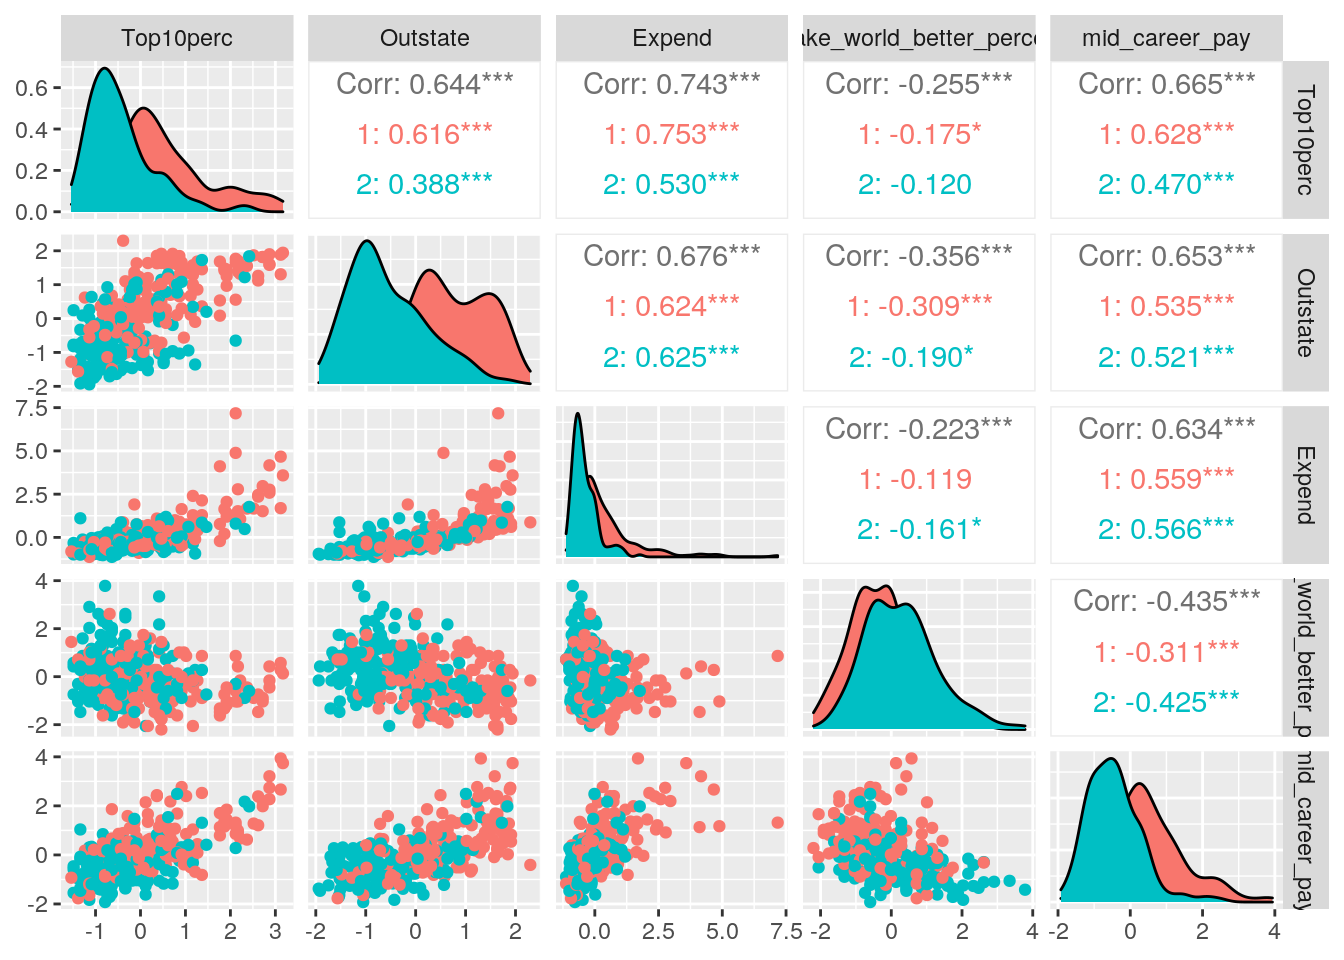 Top10perc Outstate Expend ake_world_better_perce mid_career_pay
0.6 0.4 0.2 0.0
Corr: 0.644*** Corr: 0.743*** Corr: -0.255*** Corr: 0.665***
1: 0.616*** 1: 0.753*** 1: -0.175* 1: 0.628***
2: 0.388*** 2: 0.530*** 2: -0.120 2: 0.470***
Top10perc
2 1 0 -1 -2
Corr: 0.676*** Corr: -0.356*** Corr: 0.653***
1: 0.624*** 1: -0.309*** 1: 0.535***
2: 0.625*** 2: -0.190* 2: 0.521***
Outstate
7.5 5.0 2.5 0.0
Corr: -0.223*** Corr: 0.634***
1: -0.119 1: 0.559***
2: -0.161* 2: 0.566***
Expend
4 2 0 -2
Corr: -0.435***
1: -0.311***
2: -0.425***
_world_better_p
4 2 0 -2
mid_career_pay
-1 0 1 2 3 -2 -1 0 1 2 0.0 2.5 5.0 7.5 -2 0 2 4 -2 0 2 4